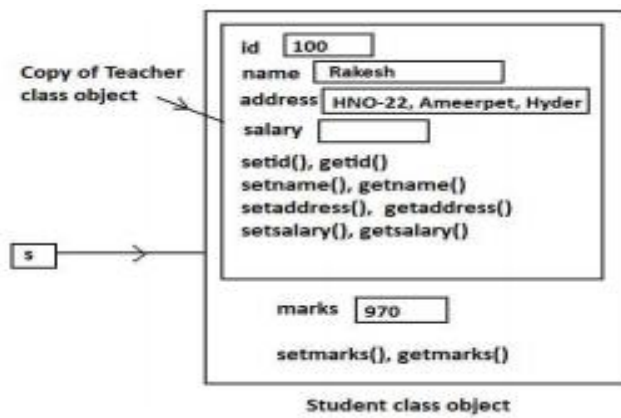 id 100
Copy of Teacher
class object
name Rakesh
address HNO-22, Ameerpet, Hyder
salary
setid(), getid()
setname(), getname()
setaddress(), getaddress()
setsalary(), getsalary()
s
marks 970
setmarks(), getmarks()
Student class object